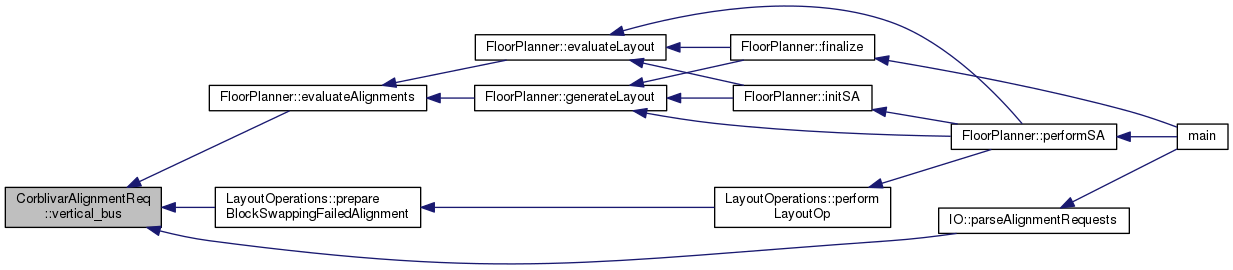 CorblivarAlignmentReq
::vertical_bus
FloorPlanner::evaluateAlignments
FloorPlanner::evaluateLayout
FloorPlanner::finalize
FloorPlanner::generateLayout
FloorPlanner::initSA
FloorPlanner::performSA
main
LayoutOperations::prepare
BlockSwappingFailedAlignment
LayoutOperations::perform
LayoutOp
IO::parseAlignmentRequests